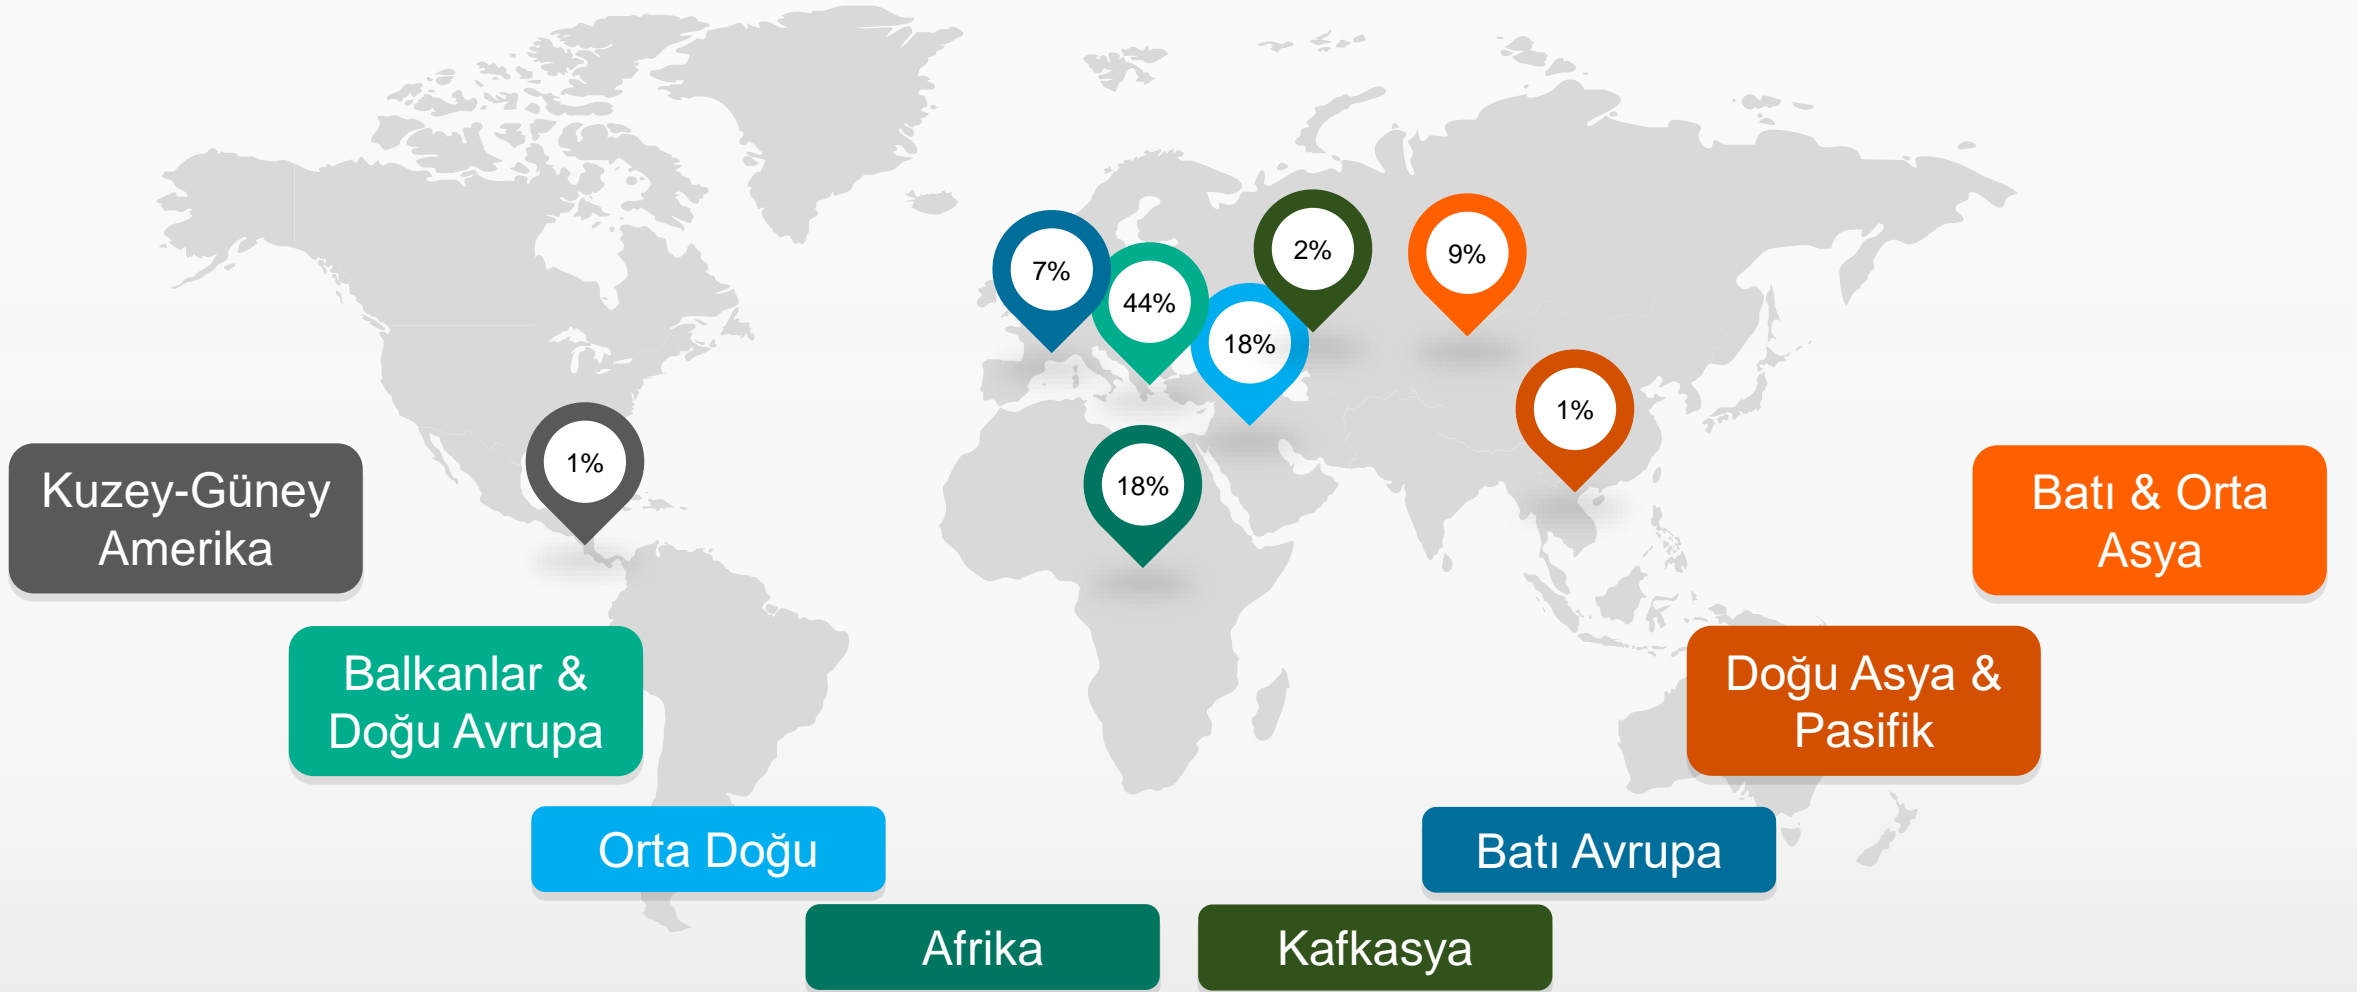 2%
9%
7%
44%
18%
1%
1%
18%
Kuzey-Güney
Amerika
Batı & Orta
Asya
Balkanlar &
Doğu Avrupa
Doğu Asya &
Pasifik
Orta Doğu
Batı Avrupa
Afrika
Kafkasya